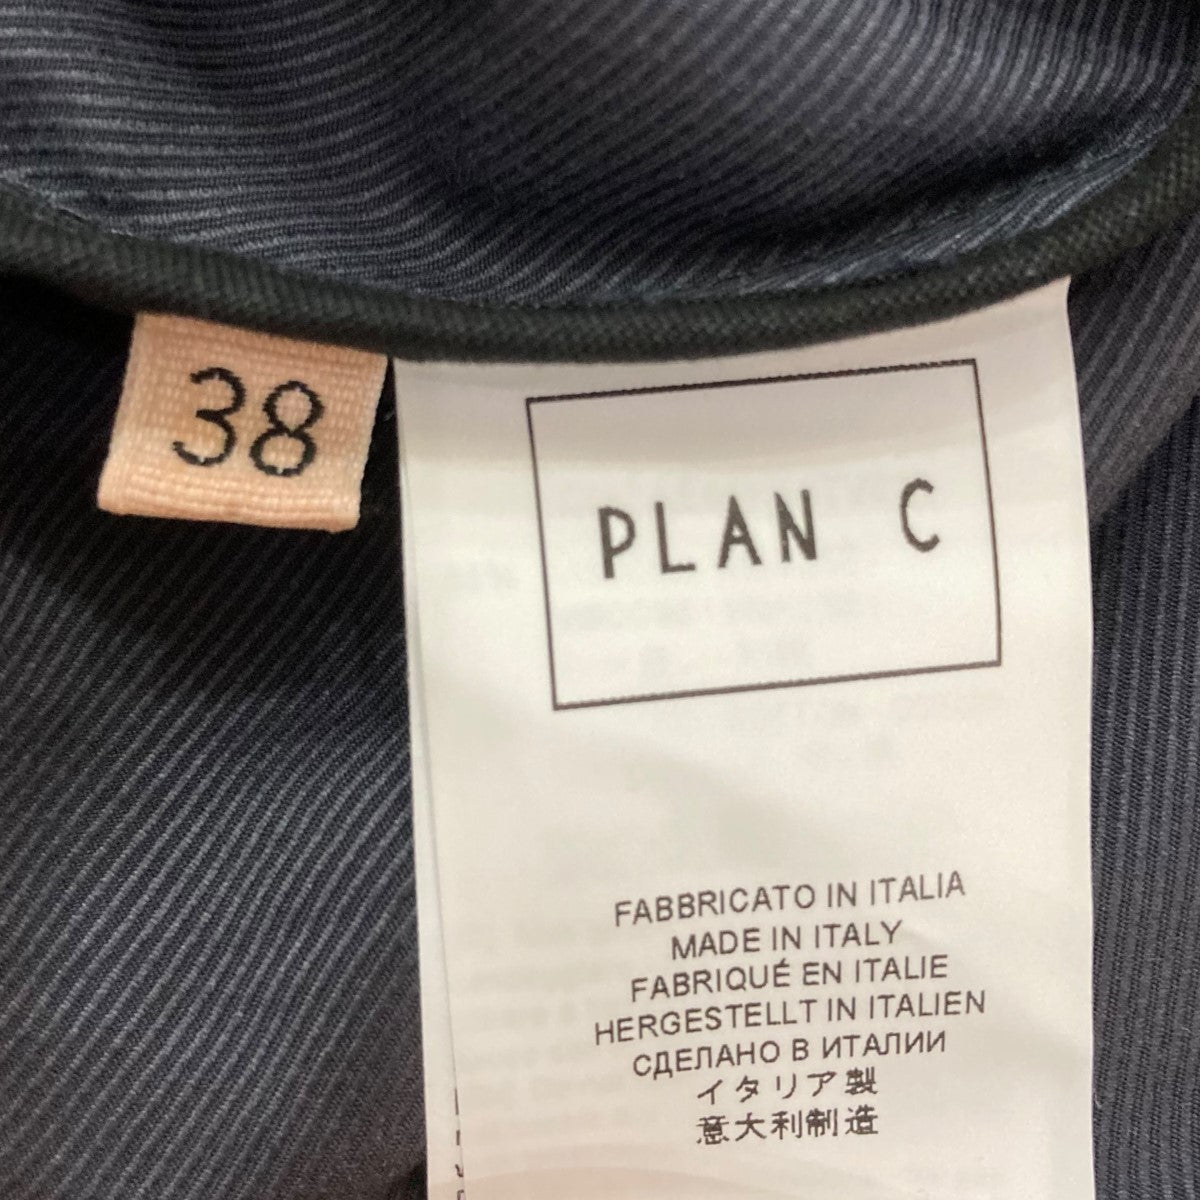 38
PLAN C
FABBRICATO IN ITALIA
MADE IN ITALY
FABRIQUÉ EN ITALIE
HERGESTELLT IN ITALIEN
СДЕЛАНО В ИТАЛИИ
イタリア製
意大利制造